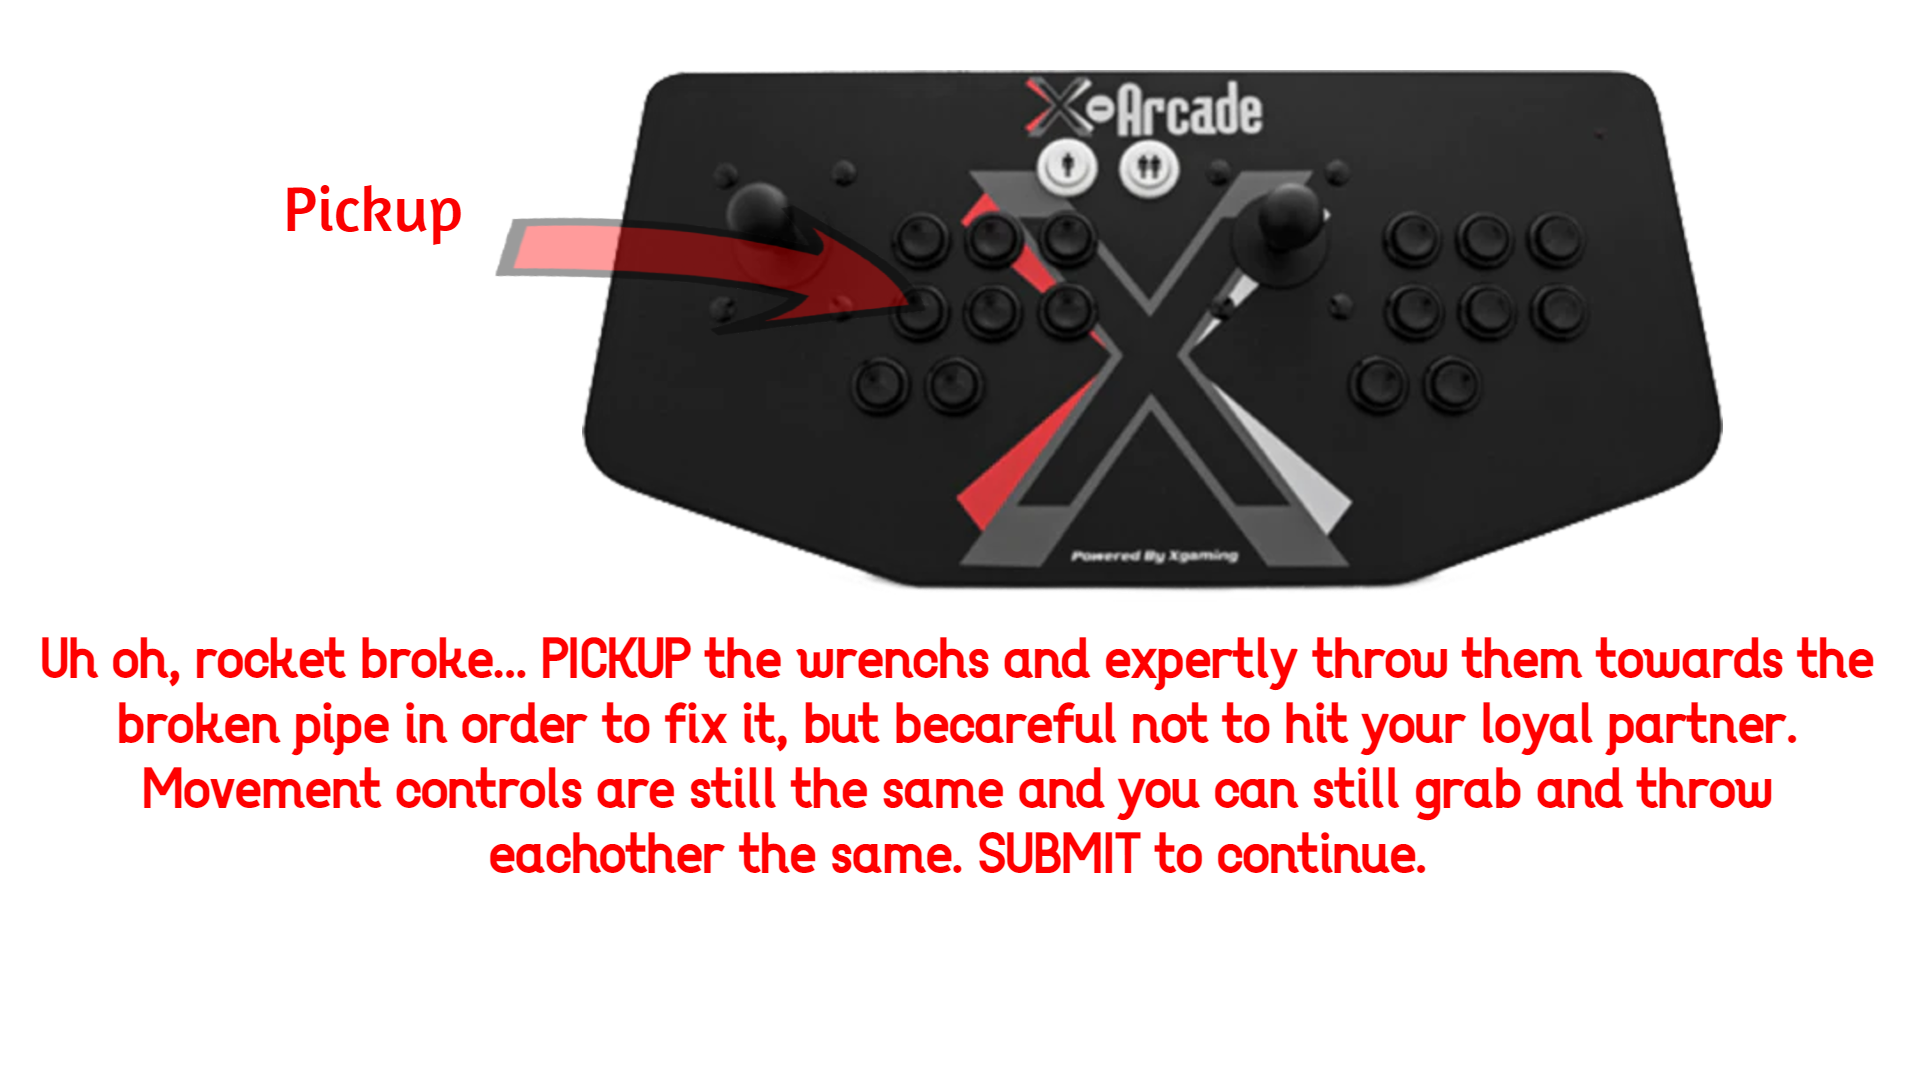 X-Arcade
Pickup
Powered By Xgaming
Uh oh, rocket broke... PICKUP the wrenchs and expertly throw them towards the
broken pipe in order to fix it, but becareful not to hit your loyal partner.
Movement controls are still the same and you can still grab and throw
eachother the same. SUBMIT to continue.